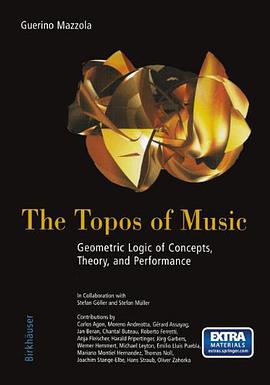 Guerino Mazzola
The Topos of Music
Geometric Logic of Concepts,
Theory, and Performance
In Collaboration with
Stefan Göller and Stefan Müller
Contributions by
Carlos Agon, Moreno Andreatta, Gérard Assayag,
Jan Beran, Chantal Buteau, Roberto Ferretti,
Anja Fleischer, Harald Fripertinger, Jörg Garbers,
Werner Hemmert, Michael Leyton, Emilio Lluis Puebla,
Mariana Montiel Hernandez, Thomas Noll,
Joachim Stange-Elbe, Hans Straub, Oliver Zahorka
Birkhäuser
EXTRA
MATERIALS
extras.springer.com